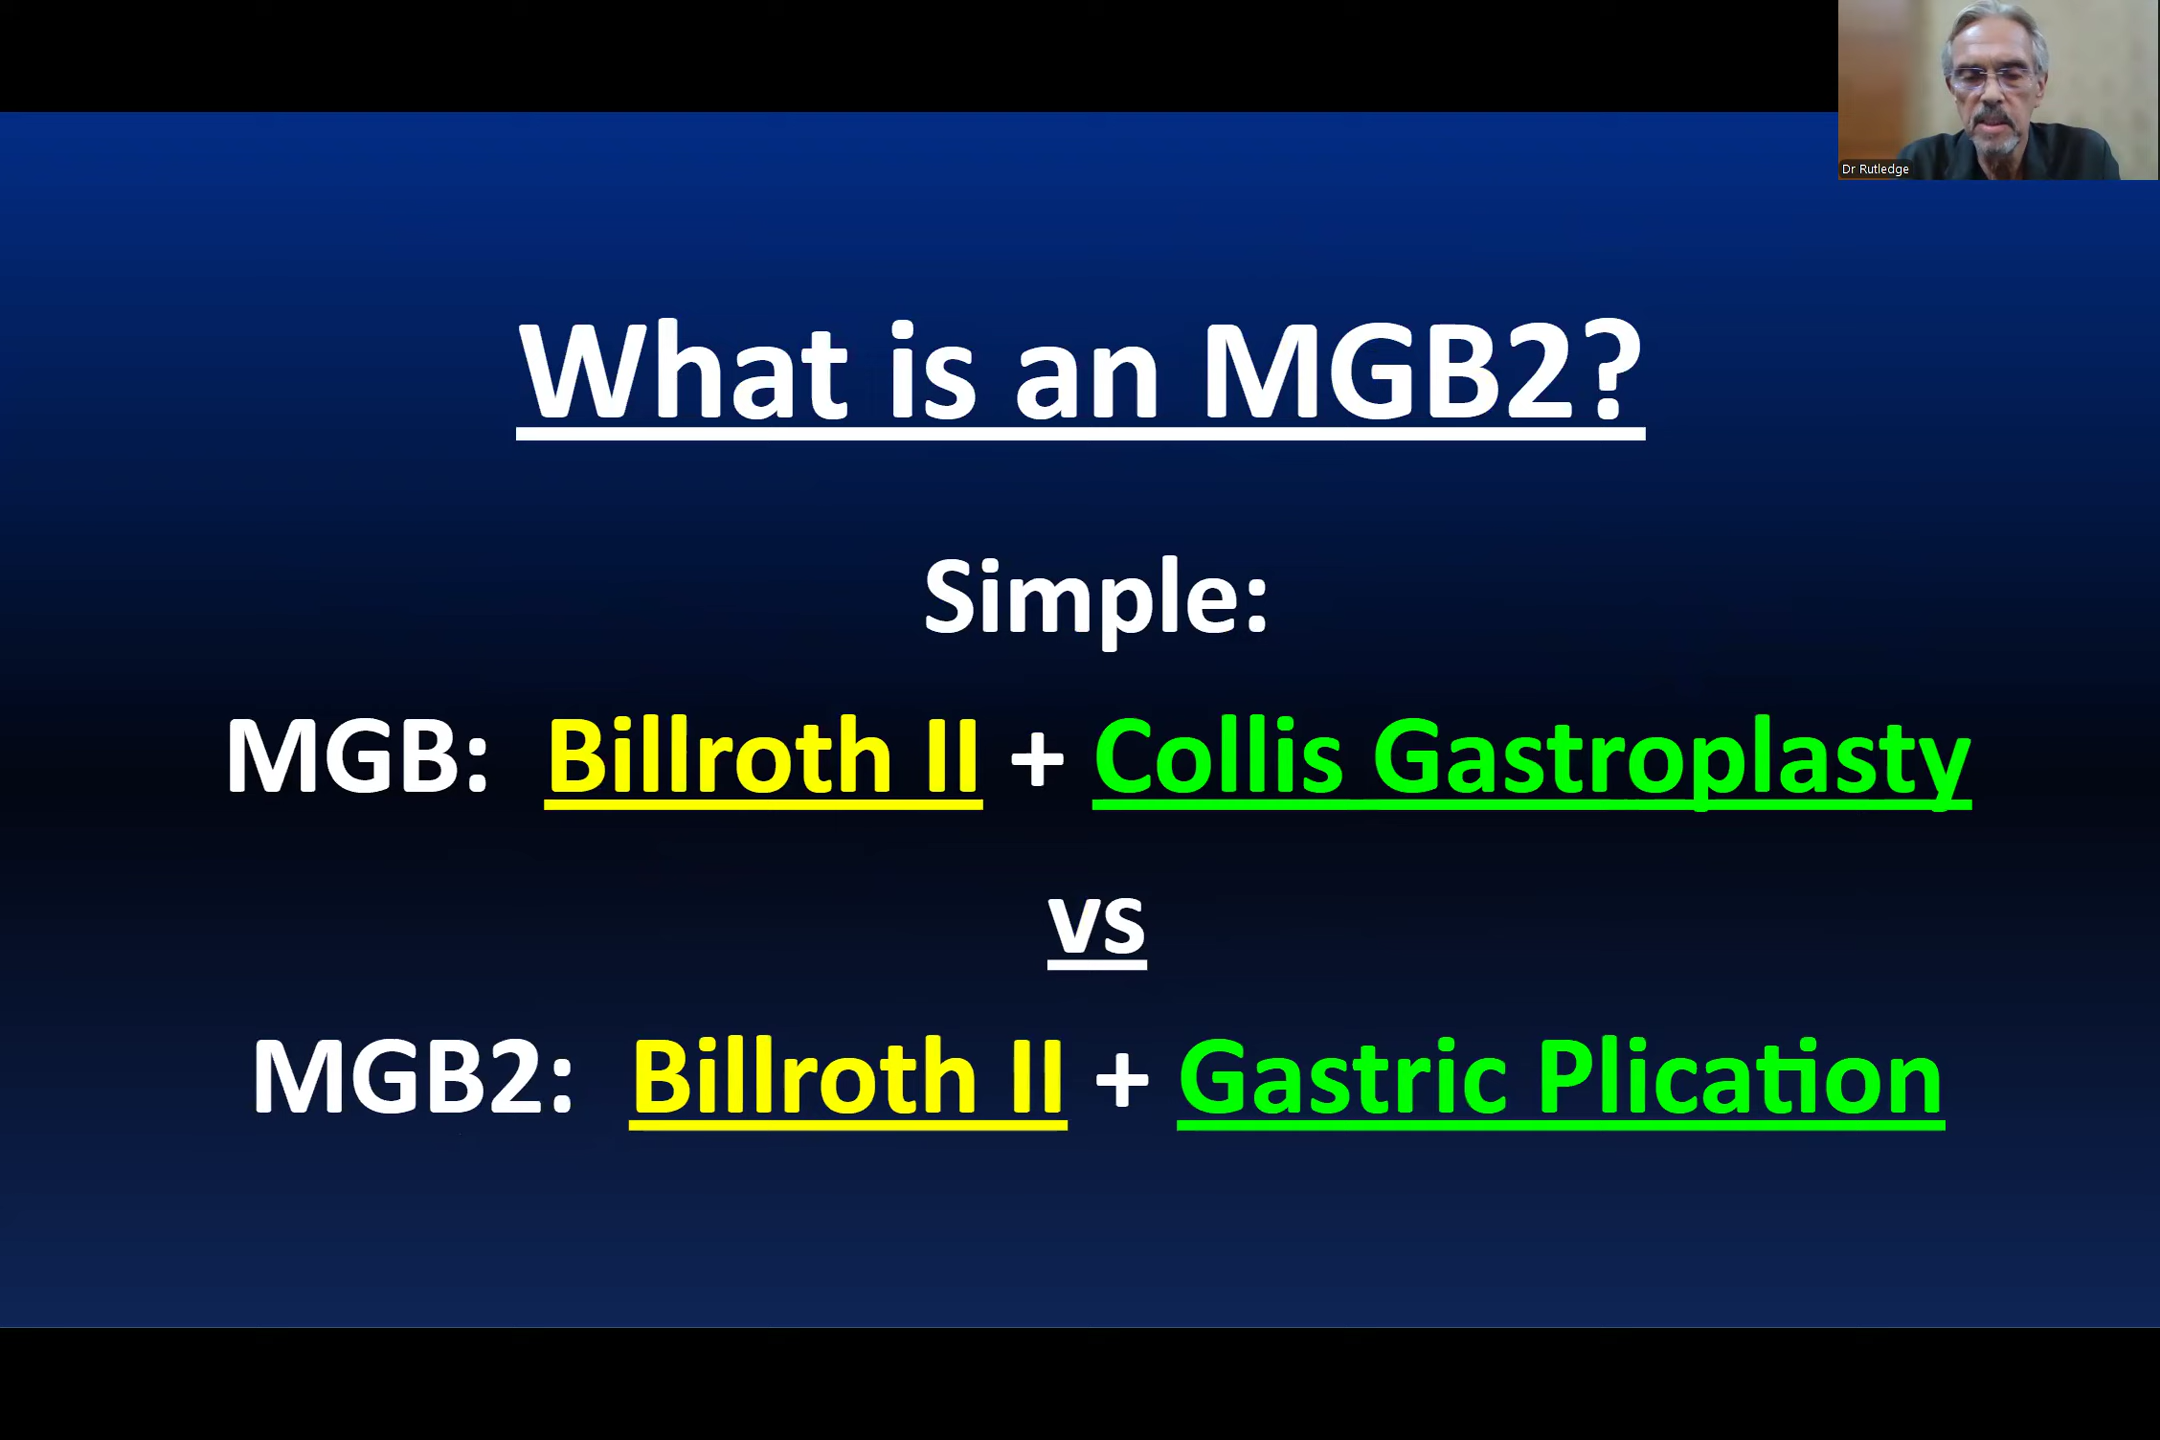 Dr Rutledge
What is an MGB2?
Simple:
MGB: Billroth II + Collis Gastroplasty
vs
MGB2: Billroth II + Gastric Plication